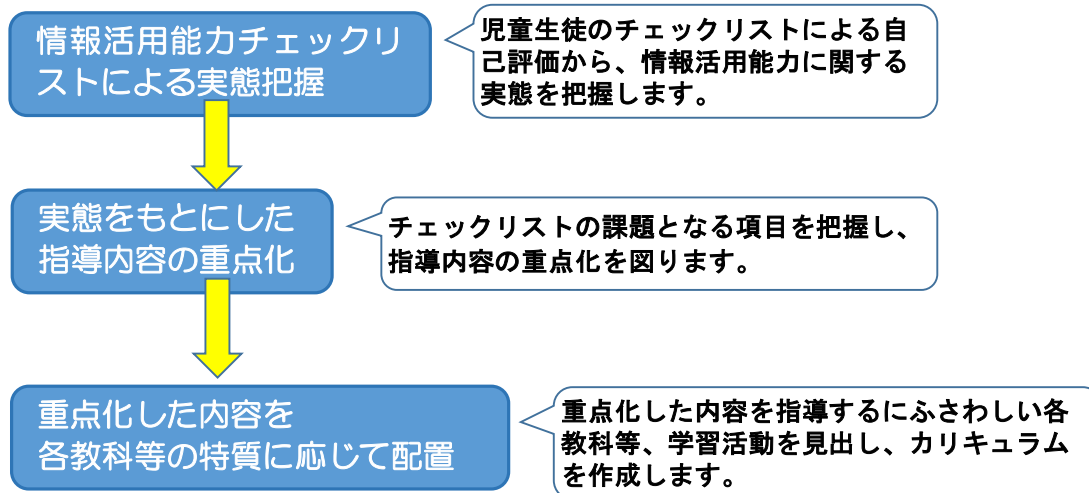 情報活用能力チェックリ
ストによる実態把握
児童生徒のチェックリストによる自
己評価から、情報活用能力に関する
実態を把握します。
実態をもとにした
指導内容の重点化
チェックリストの課題となる項目を把握し、
指導内容の重点化を図ります。
重点化した内容を
各教科等の特質に応じて配置
重点化した内容を指導するにふさわしい各
教科等、学習活動を見出し、カリキュラム
を作成します。